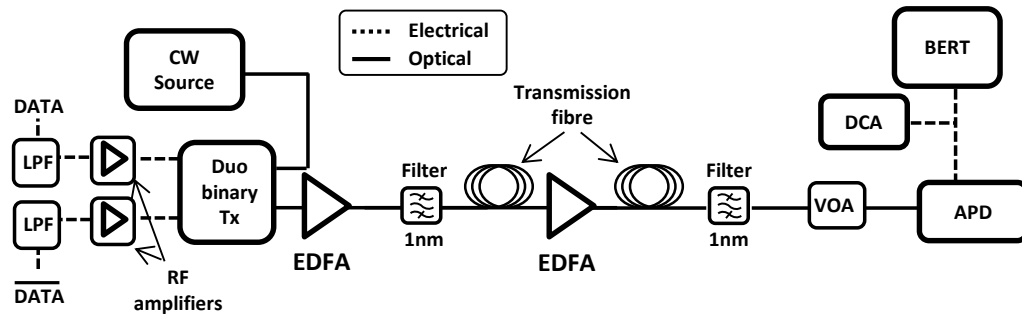 Electrical
Optical
CW
Source
BERT
Transmission
fibre
DATA
DCA
LPF
Duo
binary
Tx
Filter
Filter
LPF
VOA
APD
1nm
1nm
EDFA
EDFA
RF
amplifiers
DATA